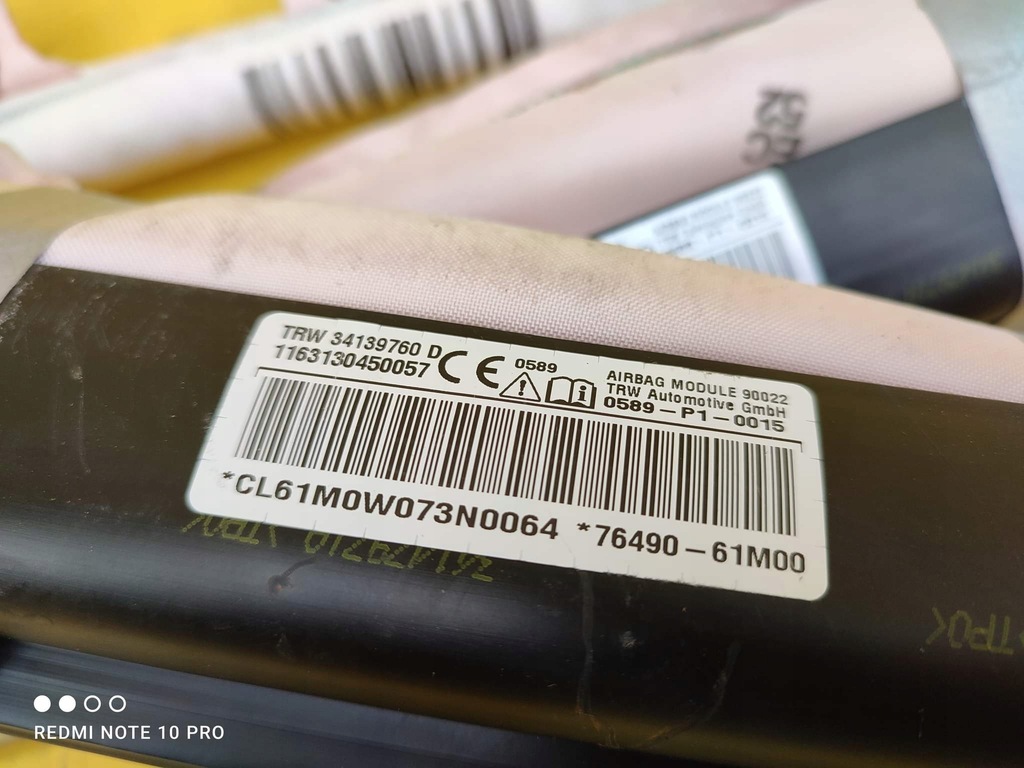 TRW 34139760 D
1163130450057
CE 0589
AIRBAG MODULE 90022
TRW Automotive GmbH
0589-P1-0015
*CL61M0W073N0064 *76490-61M00
REDMI NOTE 10 PRO